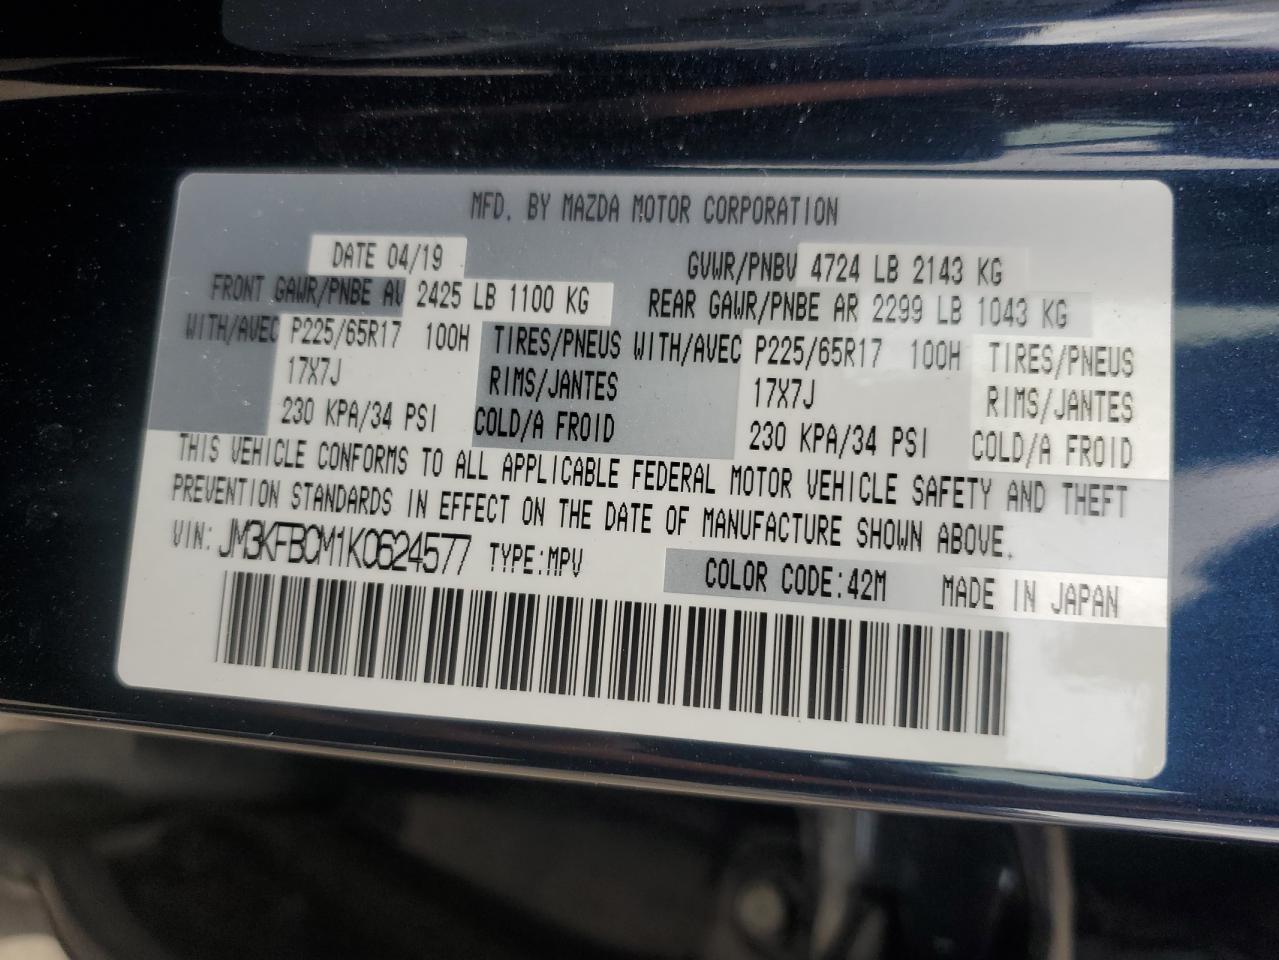 MFD. BY MAZDA MOTOR CORPORATION
DATE 04/19 GVWR/PNBV 4724 LB 2143 KG
FRONT GAWR/PNBE AV 2425 LB 1100 KG REAR GAWR/PNBE AR 2299 LB 1043 KG
WITH/AVEC P225/65R17 100H TIRES/PNEUS WITH/AVEC P225/65R17 100H TIRES/PNEUS
17X7J RIMS/JANTES 17X7J RIMS/JANTES
230 KPA/34 PSI COLD/A FROID 230 KPA/34 PSI COLD/A FROID
THIS VEHICLE CONFORMS TO ALL APPLICABLE FEDERAL MOTOR VEHICLE SAFETY AND THEFT
PREVENTION STANDARDS IN EFFECT ON THE DATE OF MANUFACTURE SHOWN ABOVE.
VIN: JM3KFBCM1K0624577 TYPE:MPV COLOR CODE:42M MADE IN JAPAN